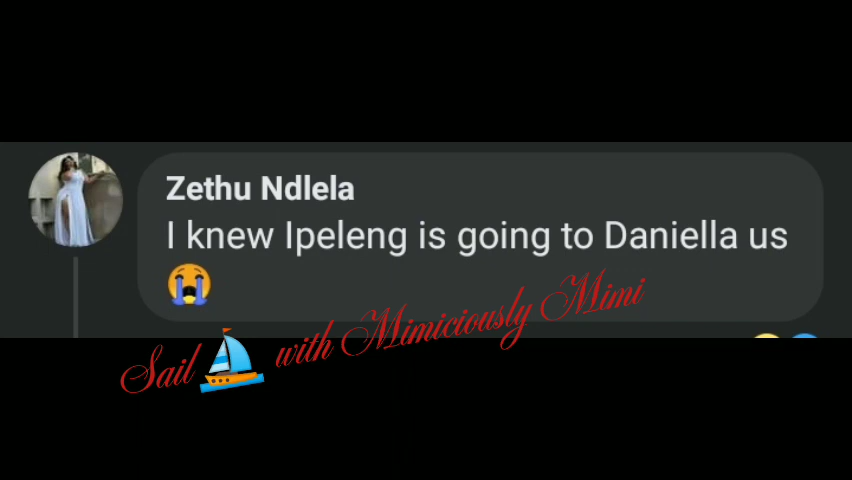 Zethu Ndlela
I knew Ipeleng is going to Daniella us
😭
Sail ⛵ with Mimiciously Mimi